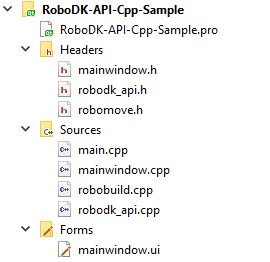 RoboDK-API-Cpp-Sample
RoboDK-API-Cpp-Sample.pro
Headers
mainwindow.h
robodk_api.h
robomove.h
Sources
main.cpp
mainwindow.cpp
robobuild.cpp
robodk_api.cpp
Forms
mainwindow.ui